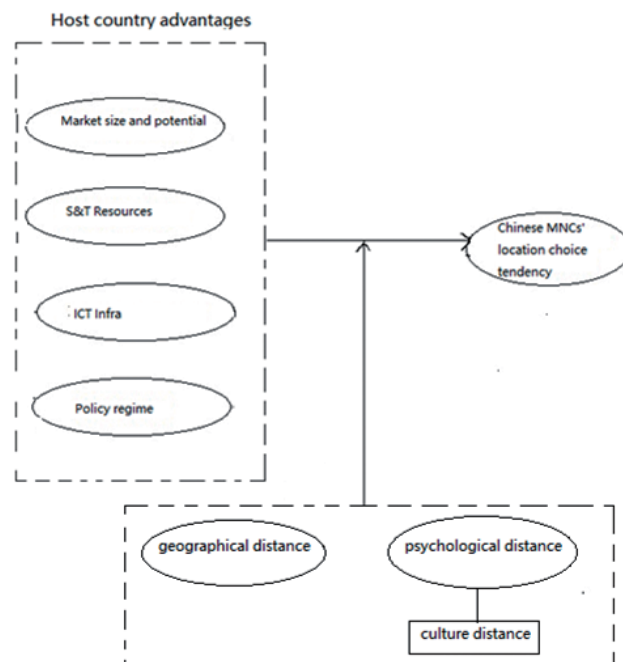 Host country advantages
Market size and potential
S&T Resources
ICT Infra
Policy regime
Chinese MNCs'
location choice
tendency
geographical distance
psychological distance
culture distance